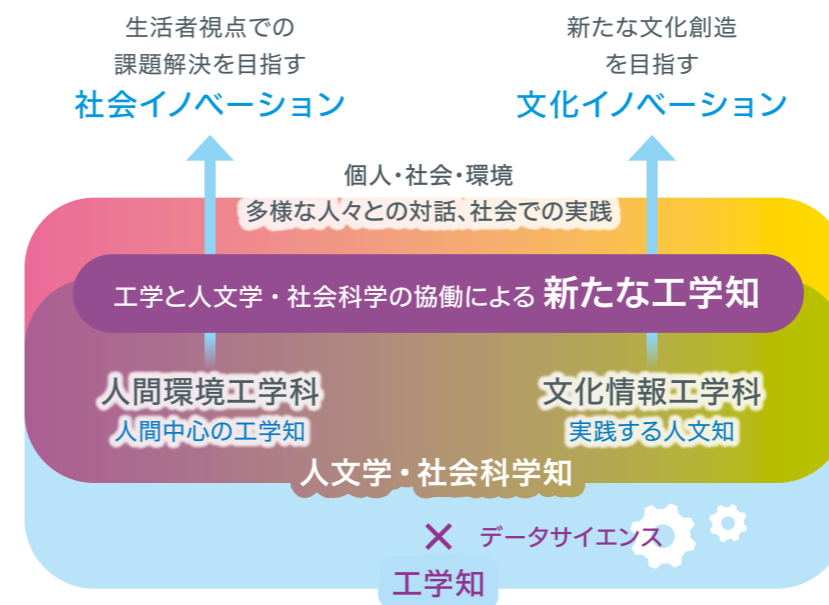 生活者視点での
課題解決を目指す
社会イノベーション
新たな文化創造
を目指す
文化イノベーション
個人・社会・環境
多様な人々との対話、社会での実践
工学と人文学・社会科学の協働による 新たな工学知
人間環境工学科
人間中心の工学知
文化情報工学科
実践する人文知
人文学・社会科学知
× データサイエンス
工学知